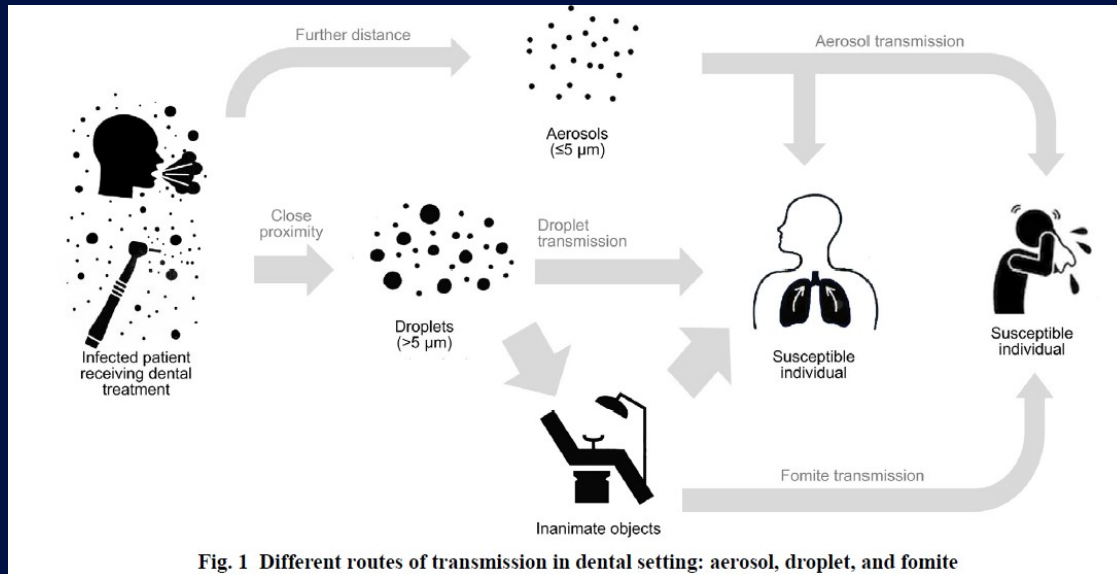 Further distance
Aerosol transmission
Aerosols
(≤5 μm)
Close
proximity
Droplet
transmission
Droplets
(>5 μm)
Infected patient
receiving dental
treatment
Susceptible
individual
Susceptible
individual
Fomite transmission
Inanimate objects
Fig. 1 Different routes of transmission in dental setting: aerosol, droplet, and fomite